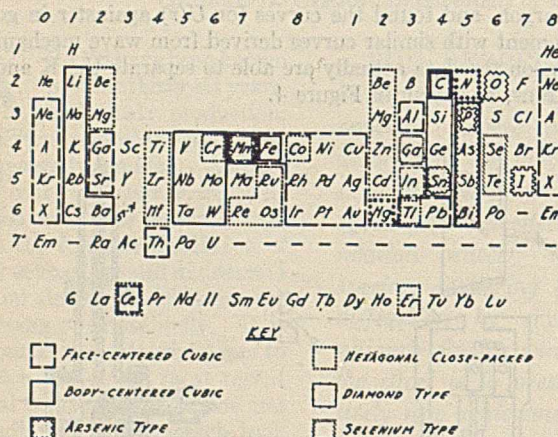 0 1 2 3 4 5 6 7 8 1 2 3 4 5 6 7 8
1 H He
2 He Li Be Be B C N O F Ne
3 Ne Na Mg Mg Al Si P S Cl A
4 A K Ga Sc Ti V Cr Mn Fe Co Ni Cu Zn Ga Ge As Se Br K
5 Kr Rb Sr Y Zr Nb Mo Ma Ru Rh Pd Ag Cd In Sn Sb Te I X
6 X Cs Ba Hf Ta W Re Os Ir Pt Au Hg Tl Pb Bi Po - Em
7 Em - Ra Ac Th Pa U - - - - - - - - - - -
6 La Ce Pr Nd Il Sm Eu Gd Tb Dy Ho Er Tu Yb Lu
KEY
FACE-CENTERED CUBIC HEXAGONAL CLOSE-PACKED
BODY-CENTERED CUBIC DIAMOND TYPE
ARSENIC TYPE SELENIUM TYPE